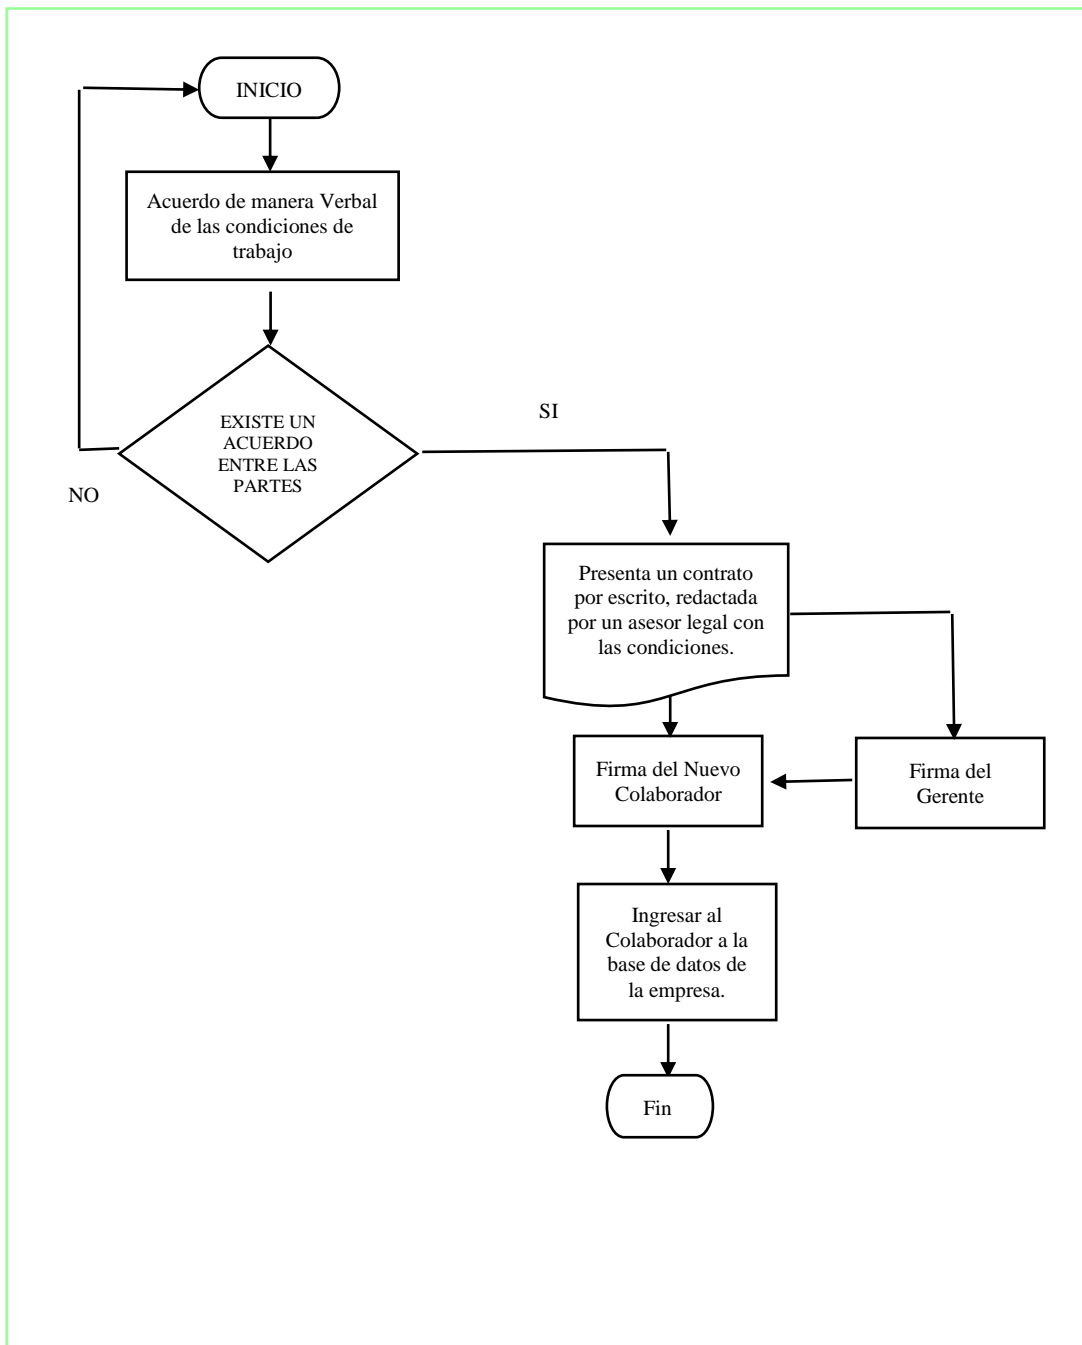 INICIO
Acuerdo de manera Verbal
de las condiciones de
trabajo
EXISTE UN
ACUERDO
ENTRE LAS
PARTES
SI
NO
Presenta un contrato
por escrito, redactada
por un asesor legal con
las condiciones.
Firma del Nuevo
Colaborador
Firma del
Gerente
Ingresar al
Colaborador a la
base de datos de
la empresa.
Fin